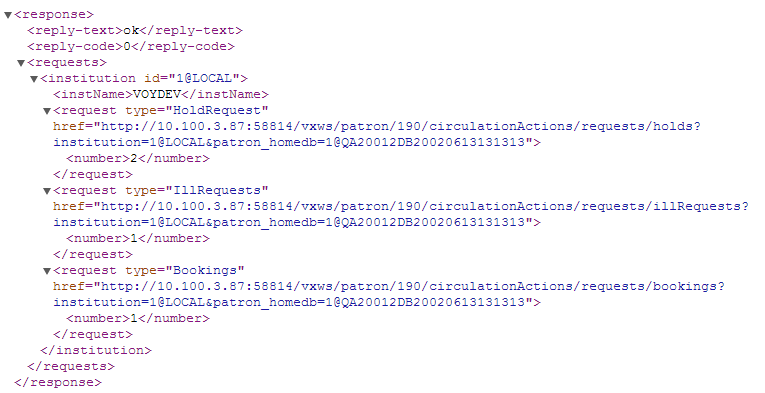 ▼<response>
<reply-text>ok</reply-text>
<reply-code>0</reply-code>
▼<requests>
▼<institution id="1@LOCAL">
<instName>VOYDEV</instName>
▼<request type="HoldRequest"
href="http://10.100.3.87:58814/vxws/patron/190/circulationActions/requests/holds?
institution=1@LOCAL&patron_homedb=1@QA20012DB20020613131313">
<number>2</number>
</request>
▼<request type="IllRequests"
href="http://10.100.3.87:58814/vxws/patron/190/circulationActions/requests/illRequests?
institution=1@LOCAL&patron_homedb=1@QA20012DB20020613131313">
<number>1</number>
</request>
▼<request type="Bookings"
href="http://10.100.3.87:58814/vxws/patron/190/circulationActions/requests/bookings?
institution=1@LOCAL&patron_homedb=1@QA20012DB20020613131313">
<number>1</number>
</request>
</institution>
</requests>
</response>